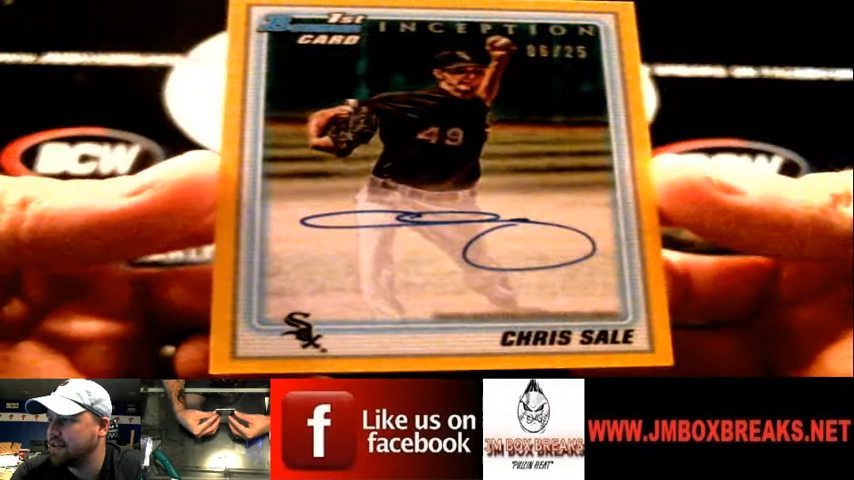 Bowman 1st
CARD
INCEPTION
06/25
BCW
49
Sox
CHRIS SALE
f
Like us on
facebook
JM BOX BREAKS
"PULLIN HEAT"
WWW.JMBOXBREAKS.NET